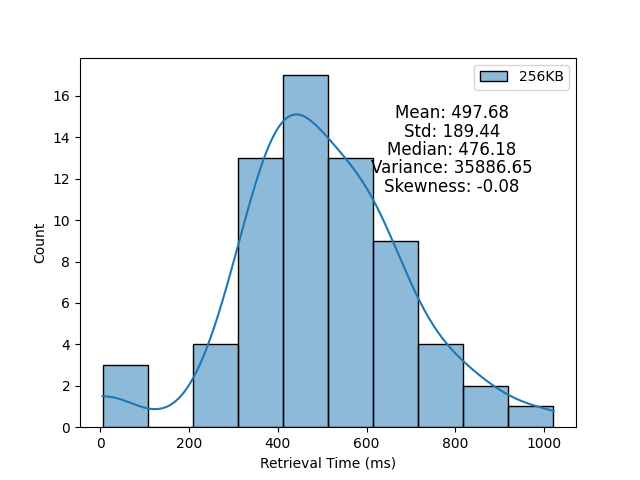 256KB
Mean: 497.68
Std: 189.44
Median: 476.18
Variance: 35886.65
Skewness: -0.08
16
14
12
10
8
6
4
2
0
Count
0 200 400 600 800 1000
Retrieval Time (ms)